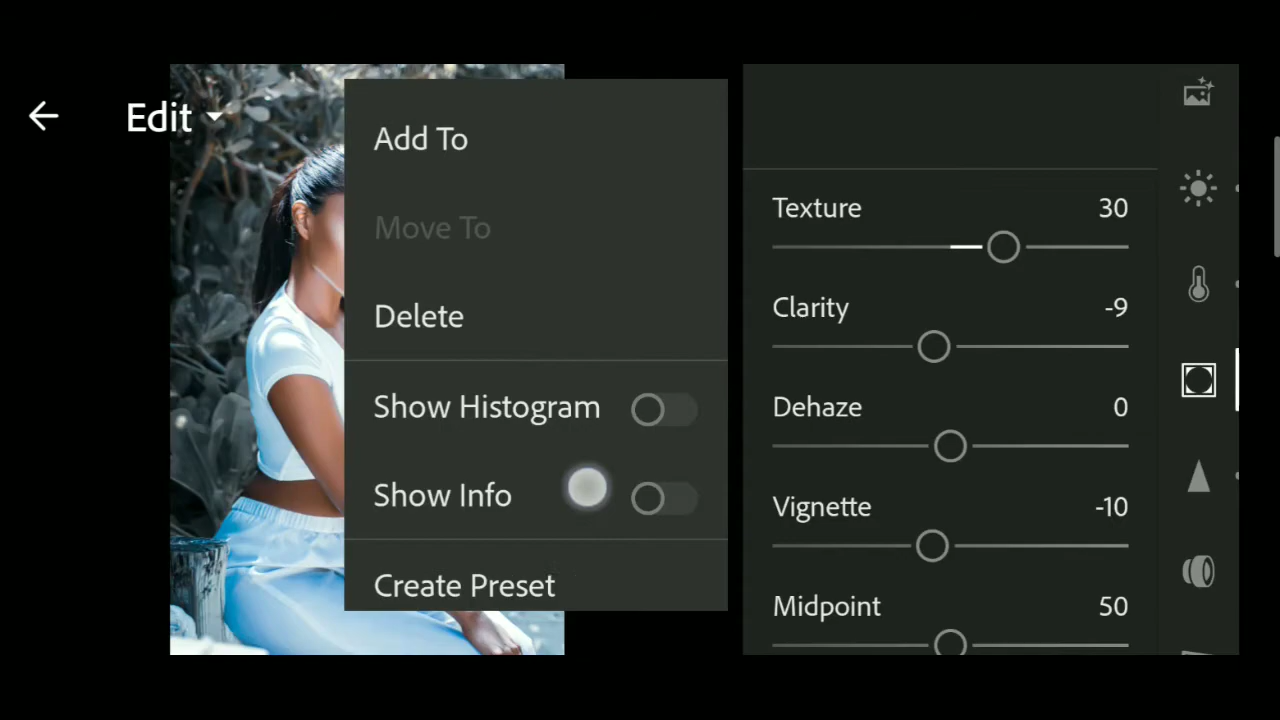 Edit
Add To
Move To
Delete
Show Histogram
Show Info
Create Preset
Texture 30
Clarity -9
Dehaze 0
Vignette -10
Midpoint 50